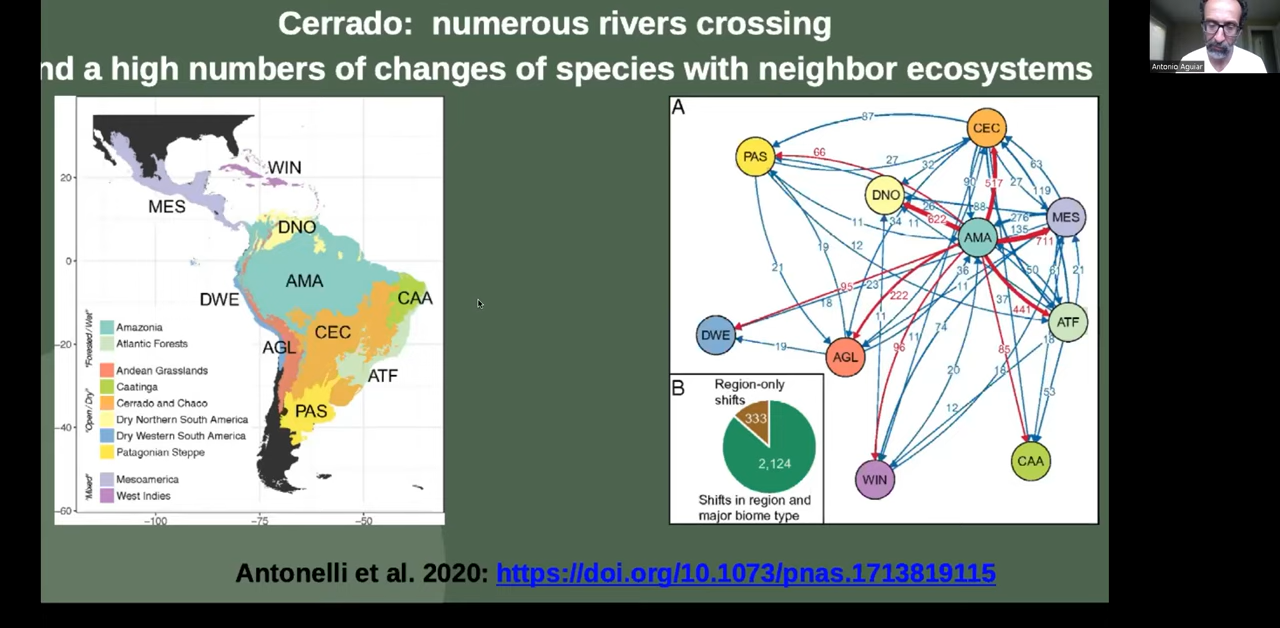 Cerrado: numerous rivers crossing
nd a high numbers of changes of species with neighbor ecosystems
Antonio Aguiar
20
0
−20
−40
−60
−100
−75
−50
WIN
MES
DNO
AMA
DWE
CAA
CEC
AGL
ATF
PAS
"Forested / Wet"
Amazonia
Atlantic Forests
"Open / Dry"
Andean Grasslands
Caatinga
Cerrado and Chaco
Dry Northern South America
Dry Western South America
Patagonian Steppe
"Mixed"
Mesoamerica
West Indies
A
87
CEC
PAS
66
27
32
90
517
27
63
119
DNO
26
88
622
34
11
11
276
135
MES
AMA
711
19
12
21
36
50
61
21
95
23
222
11
37
441
ATF
18
11
DWE
19
AGL
96
11
74
85
18
18
20
12
53
WIN
CAA
B
Region-only
shifts
333
2,124
Shifts in region and
major biome type
Antonelli et al. 2020: https://doi.org/10.1073/pnas.1713819115